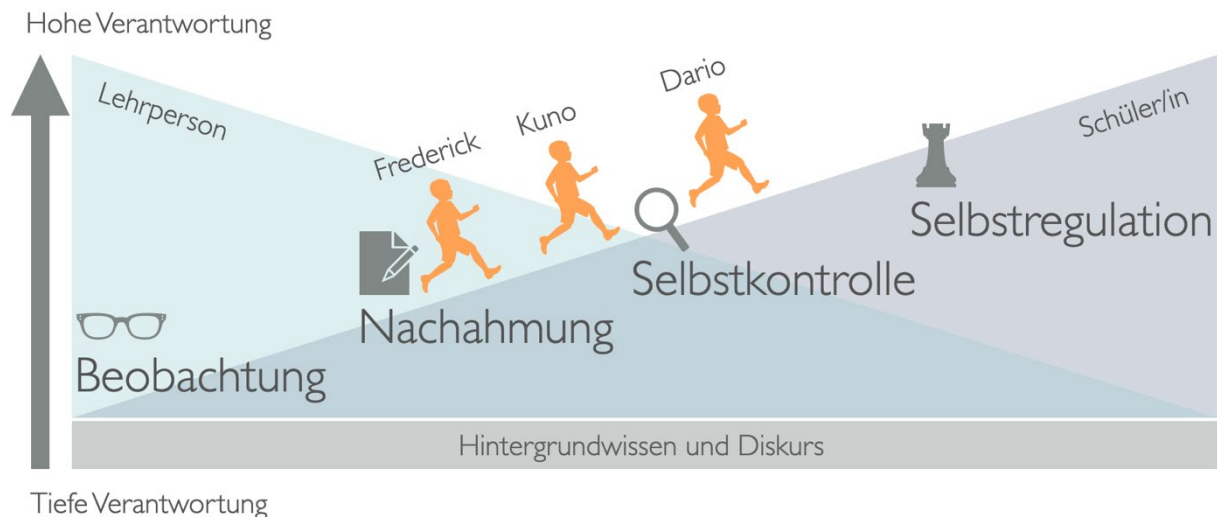 Hohe Verantwortung
Lehrperson
Frederick
Kuno
Dario
Schüler/in
Beobachtung
Nachahmung
Selbstkontrolle
Selbstregulation
Hintergrundwissen und Diskurs
Tiefe Verantwortung